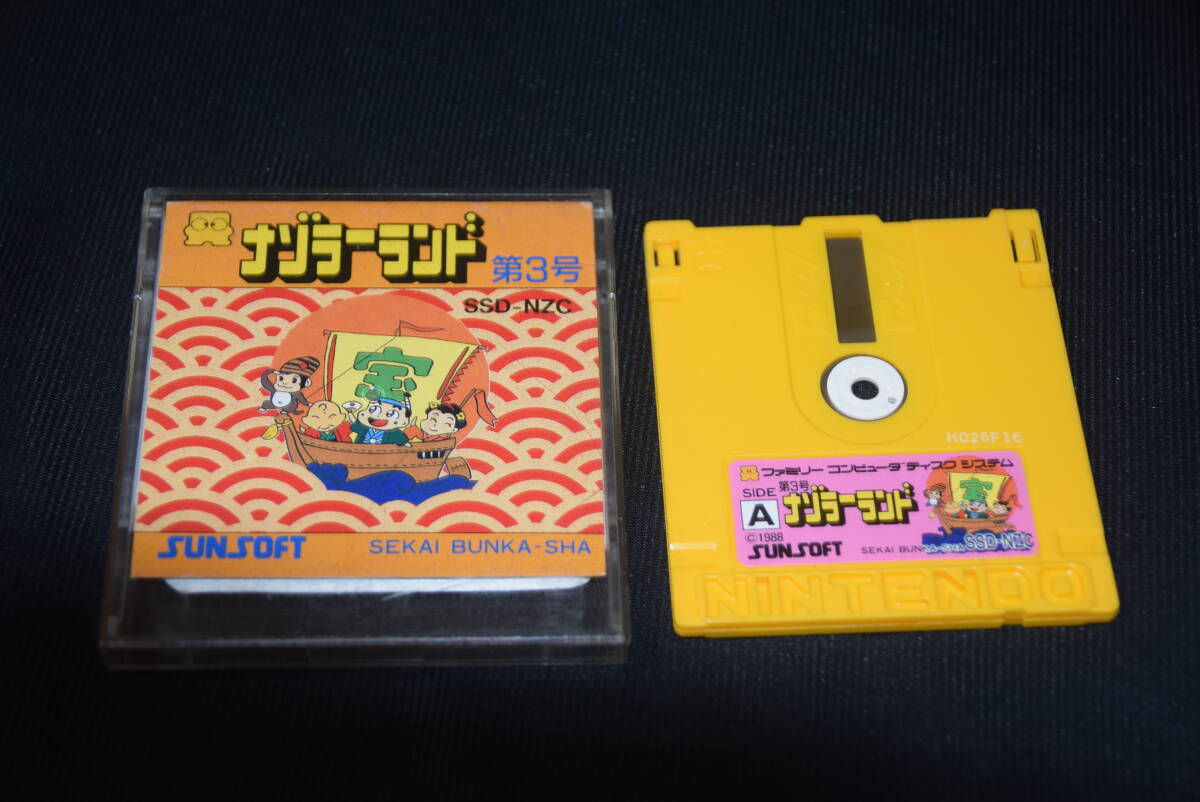 ナゾラーランド 第3号
SSD-NZC
宝
SUNSOFT SEKAI BUNKA-SHA
H025F16
ファミリー コンピュータ ディスク システム
SIDE 第3号
A ナゾラーランド
宝
©1988
SUNSOFT SEKAI BUNKA-SHA SSD-NZC
NINTENDO